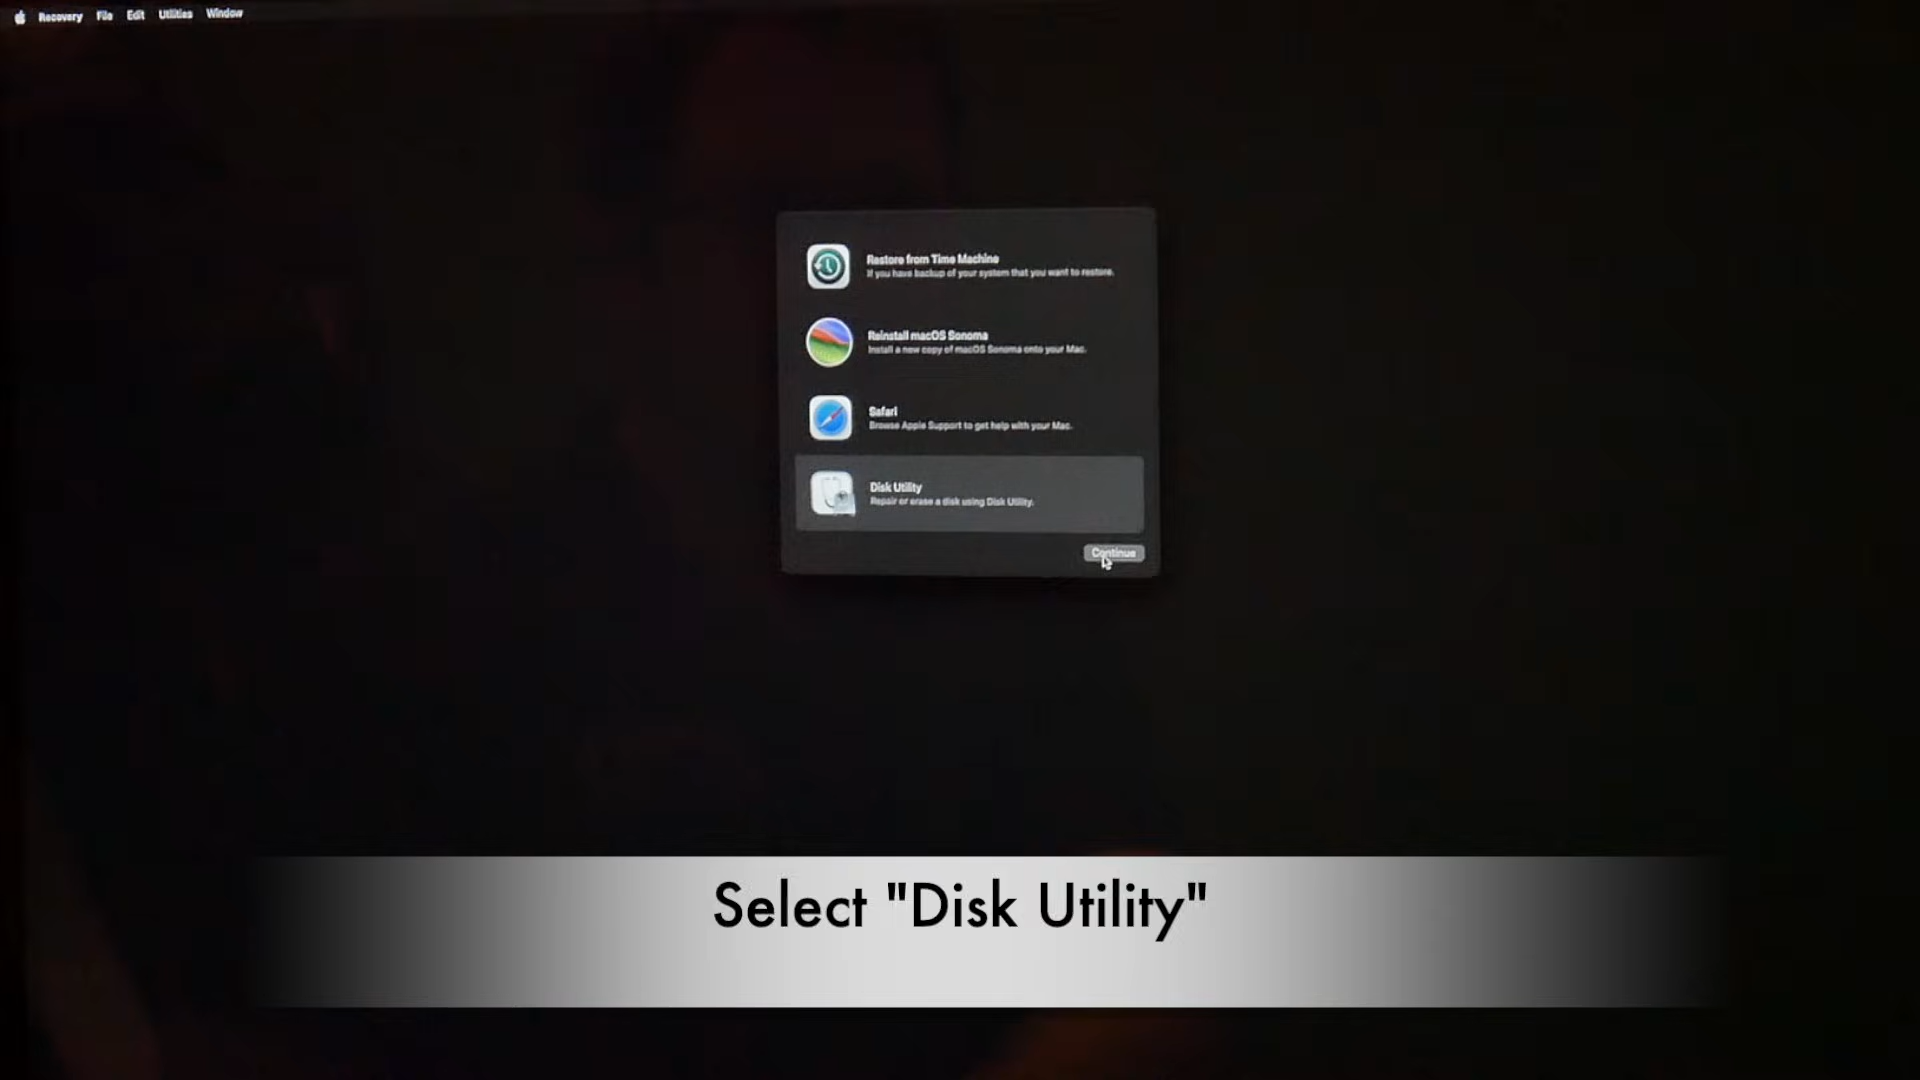 Recovery File Edit Utilities Window
Restore from Time Machine
If you have backup of your system that you want to restore.
Reinstall macOS Sonoma
Install a new copy of macOS Sonoma onto your Mac.
Safari
Browse Apple Support to get help with your Mac.
Disk Utility
Repair or erase a disk using Disk Utility.
Continue
Select "Disk Utility"